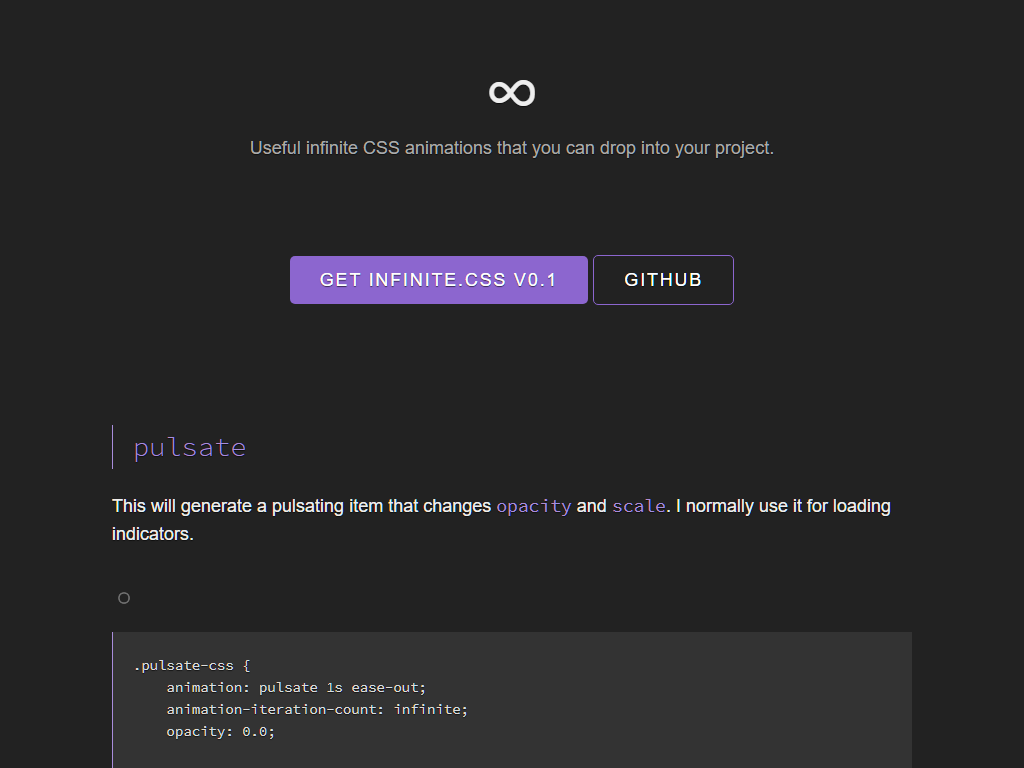 ∞
Useful infinite CSS animations that you can drop into your project.
GET INFINITE.CSS V0.1
GITHUB
pulsate
This will generate a pulsating item that changes opacity and scale. I normally use it for loading
indicators.
.pulsate-css {
    animation: pulsate 1s ease-out;
    animation-iteration-count: infinite;
    opacity: 0.0;